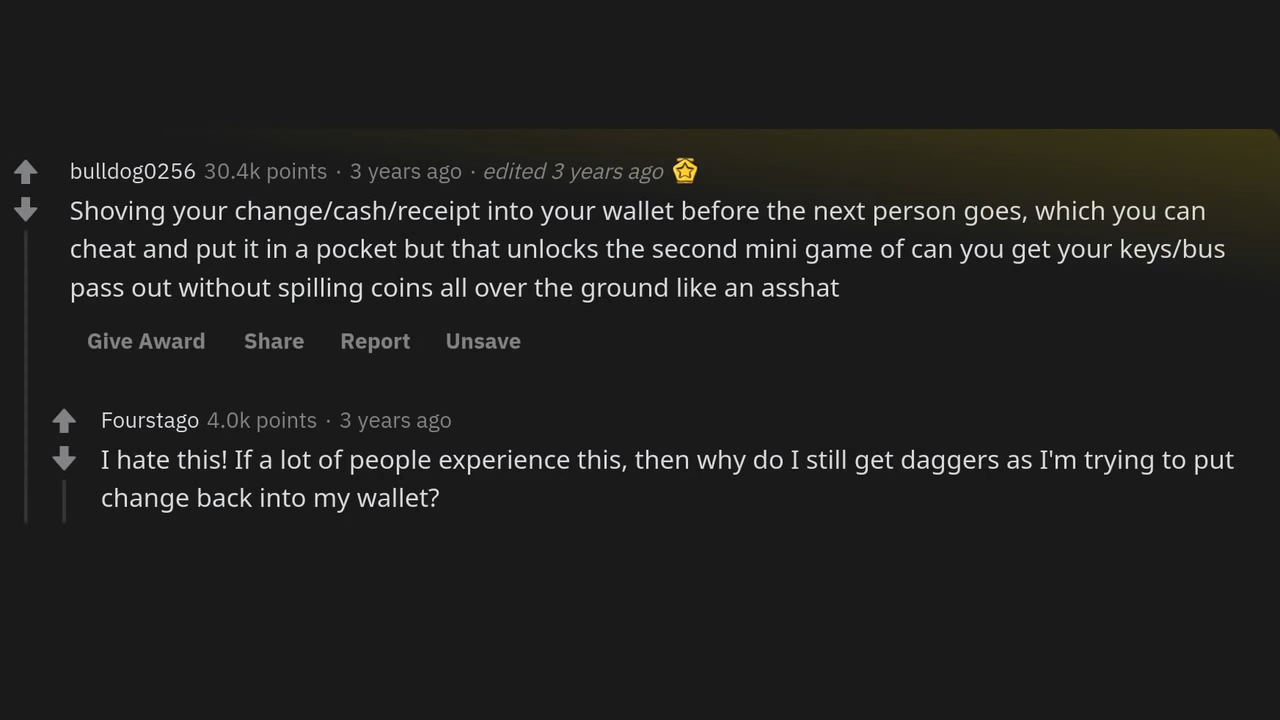 bulldog0256 30.4k points · 3 years ago · edited 3 years ago
Shoving your change/cash/receipt into your wallet before the next person goes, which you can
cheat and put it in a pocket but that unlocks the second mini game of can you get your keys/bus
pass out without spilling coins all over the ground like an asshat
Give Award Share Report Unsave
Fourstago 4.0k points · 3 years ago
I hate this! If a lot of people experience this, then why do I still get daggers as I'm trying to put
change back into my wallet?